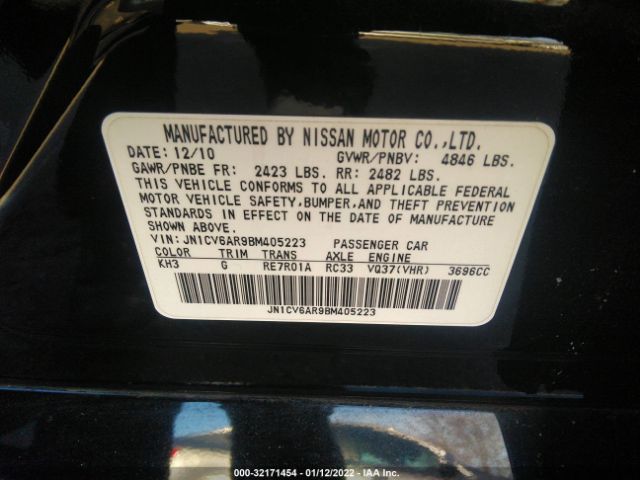 MANUFACTURED BY NISSAN MOTOR CO.,LTD.
DATE: 12/10 GVWR/PNBV: 4846 LBS.
GAWR/PNBE FR: 2423 LBS. RR: 2482 LBS.
THIS VEHICLE CONFORMS TO ALL APPLICABLE FEDERAL
MOTOR VEHICLE SAFETY, BUMPER, AND THEFT PREVENTION
STANDARDS IN EFFECT ON THE DATE OF MANUFACTURE
SHOWN ABOVE.
VIN: JN1CV6AR9BM405223 PASSENGER CAR
COLOR TRIM TRANS AXLE ENGINE
KH3 G RE7R01A RC33 VQ37(VHR) 3696CC
JN1CV6AR9BM405223
000-32171454 - 01/12/2022 - IAA Inc.